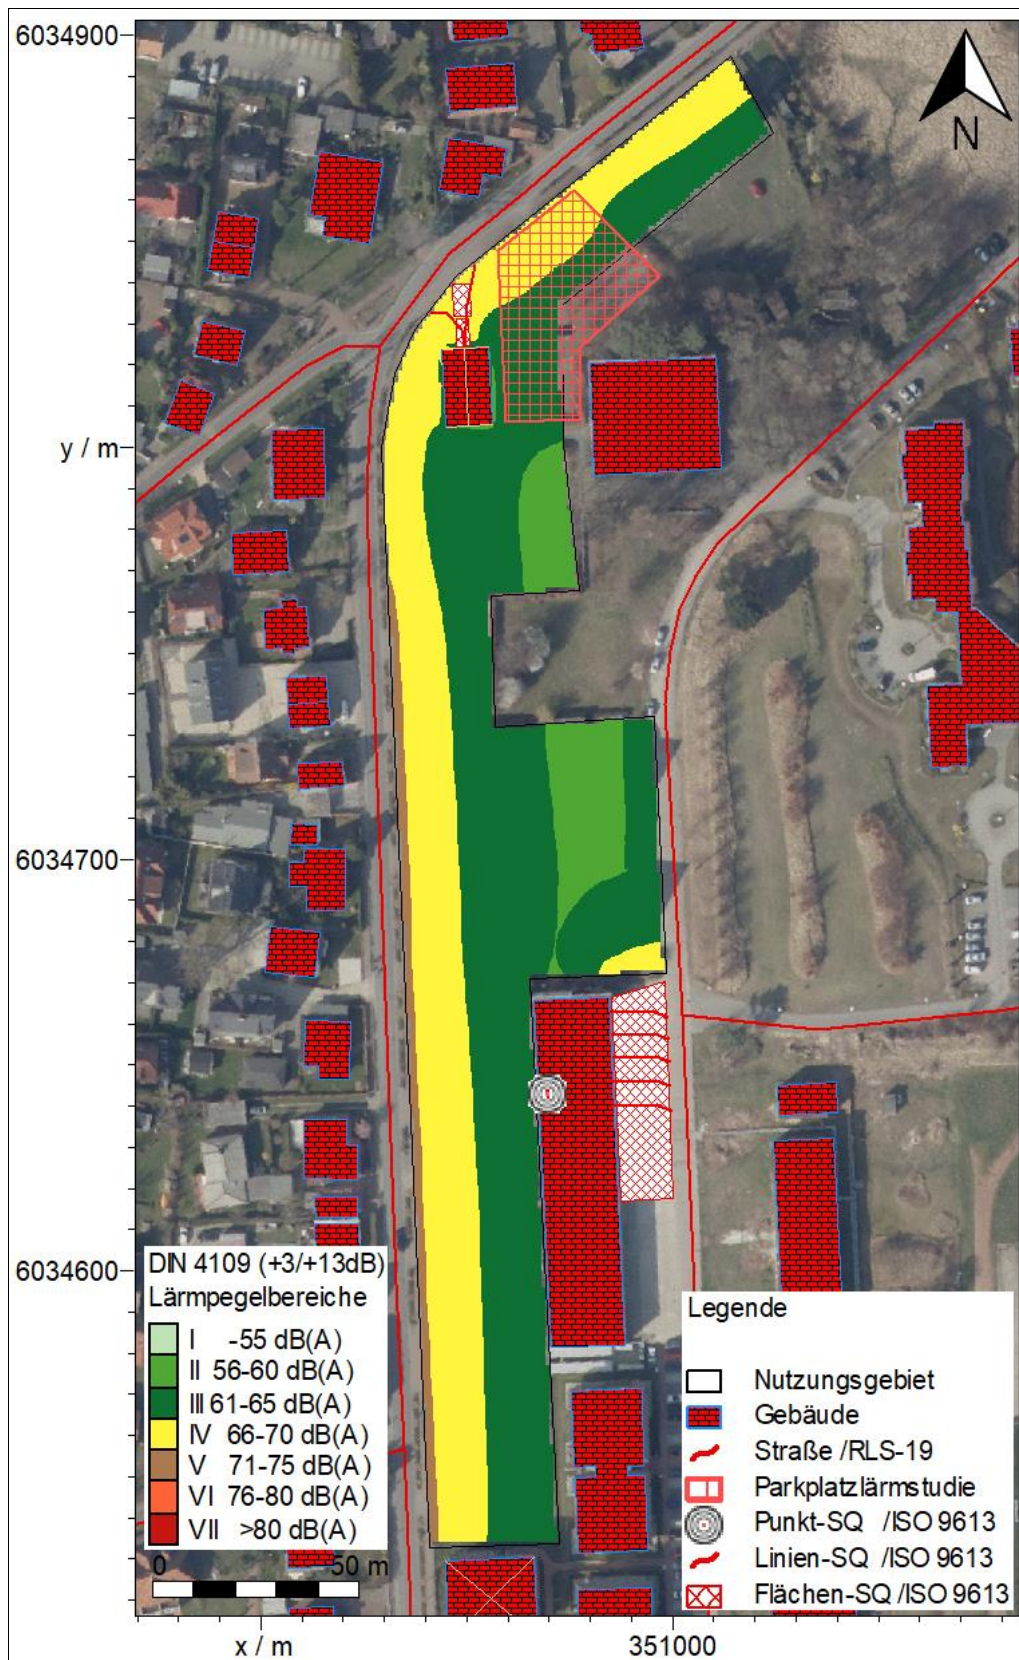 6034900
N
y / m
6034700
6034600
DIN 4109 (+3/+13dB)
Lärmpegelbereiche
I -55 dB(A)
II 56-60 dB(A)
III 61-65 dB(A)
IV 66-70 dB(A)
V 71-75 dB(A)
VI 76-80 dB(A)
VII >80 dB(A)
0 50 m
Legende
Nutzungsgebiet
Gebäude
Straße /RLS-19
Parkplatzlärmstudie
Punkt-SQ /ISO 9613
Linien-SQ /ISO 9613
Flächen-SQ /ISO 9613
x / m 351000